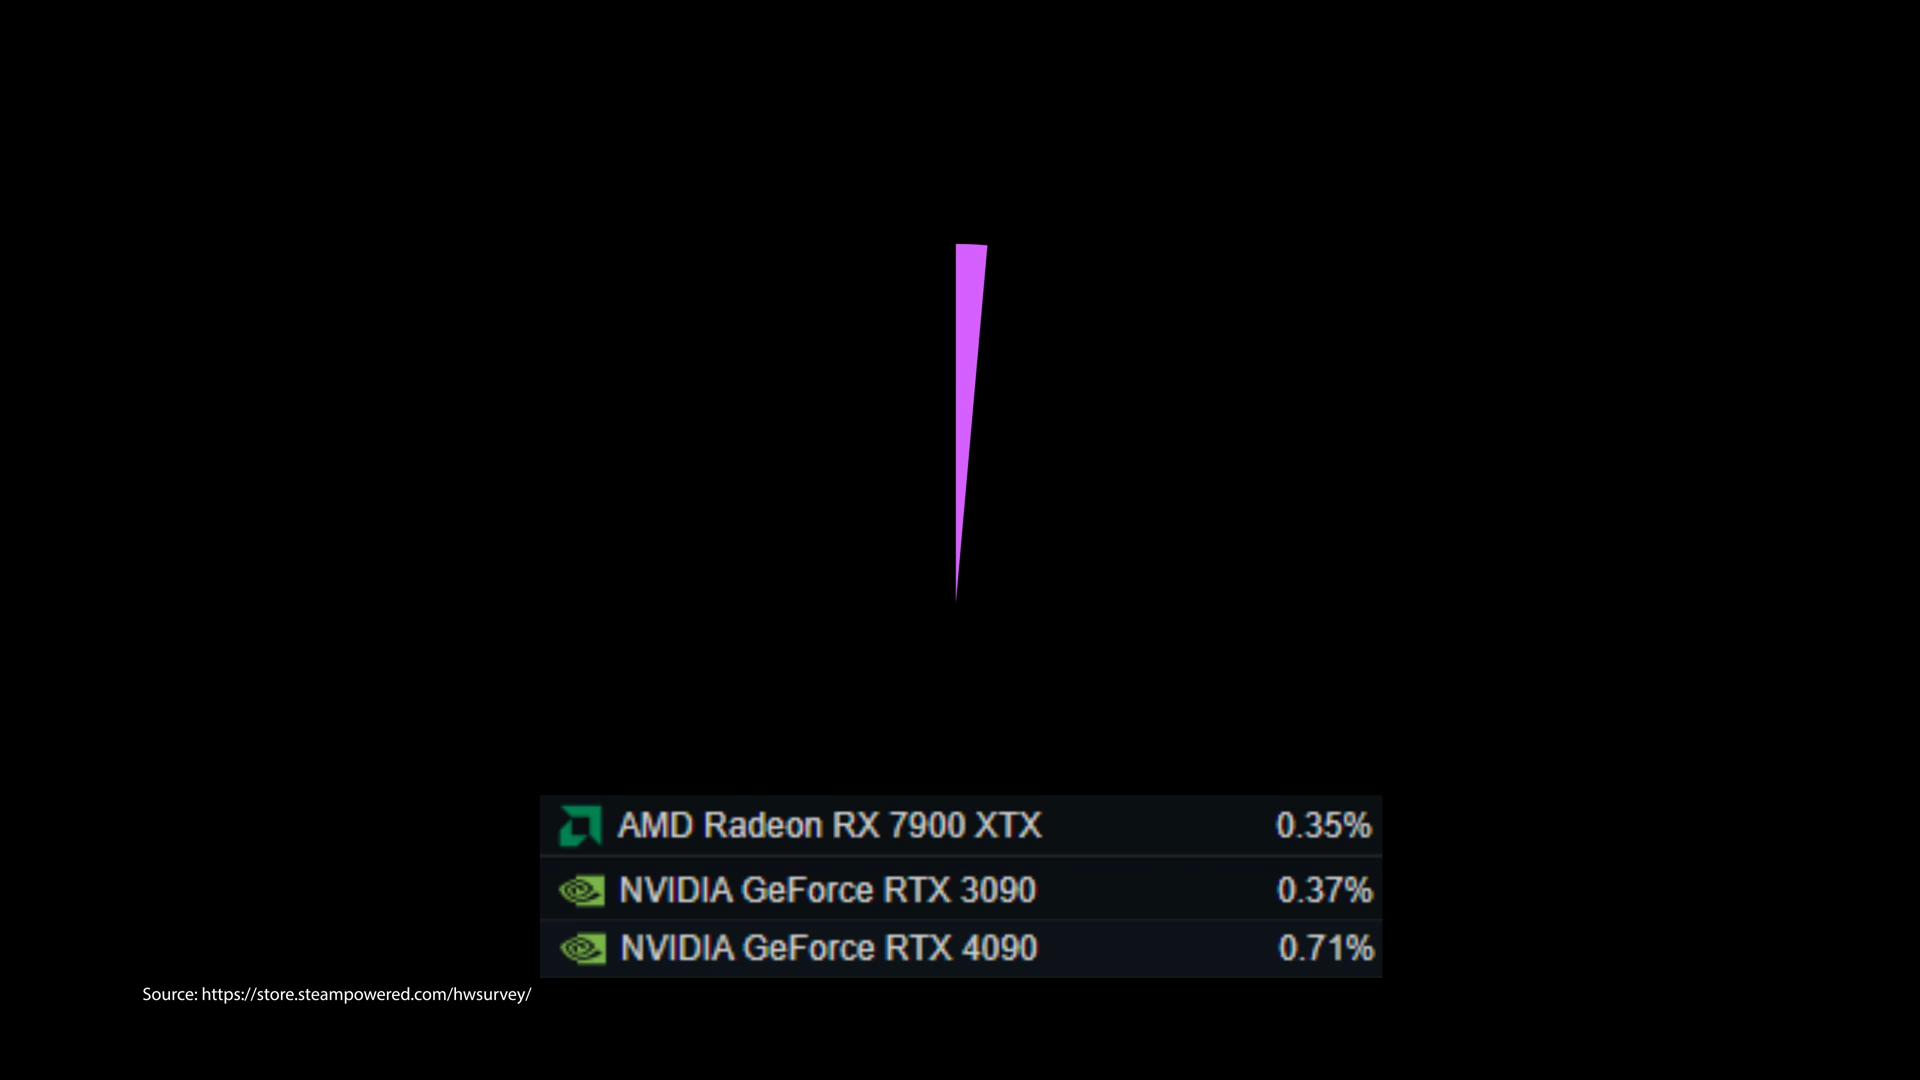 AMD Radeon RX 7900 XTX 0.35%
NVIDIA GeForce RTX 3090 0.37%
NVIDIA GeForce RTX 4090 0.71%
Source: https://store.steampowered.com/hwsurvey/